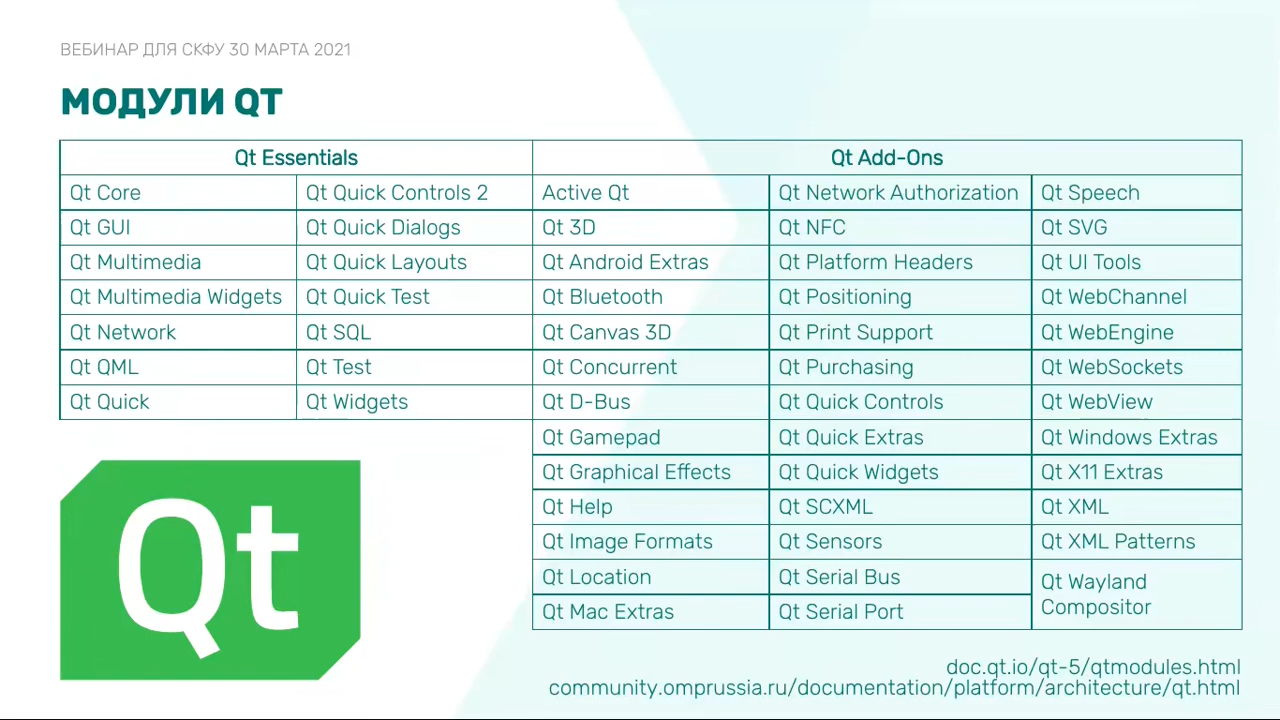 ВЕБИНАР ДЛЯ СКФУ 30 МАРТА 2021
МОДУЛИ QT
Qt Essentials Qt Add-Ons
Qt Core Qt Quick Controls 2 Active Qt Qt Network Authorization Qt Speech
Qt GUI Qt Quick Dialogs Qt 3D Qt NFC Qt SVG
Qt Multimedia Qt Quick Layouts Qt Android Extras Qt Platform Headers Qt UI Tools
Qt Multimedia Widgets Qt Quick Test Qt Bluetooth Qt Positioning Qt WebChannel
Qt Network Qt SQL Qt Canvas 3D Qt Print Support Qt WebEngine
Qt QML Qt Test Qt Concurrent Qt Purchasing Qt WebSockets
Qt Quick Qt Widgets Qt D-Bus Qt Quick Controls Qt WebView
Qt Gamepad Qt Quick Extras Qt Windows Extras
Qt Graphical Effects Qt Quick Widgets Qt X11 Extras
Qt Help Qt SCXML Qt XML
Qt Image Formats Qt Sensors Qt XML Patterns
Qt Location Qt Serial Bus Qt Wayland
Qt Mac Extras Qt Serial Port Compositor
Qt
doc.qt.io/qt-5/qtmodules.html
community.omprussia.ru/documentation/platform/architecture/qt.html